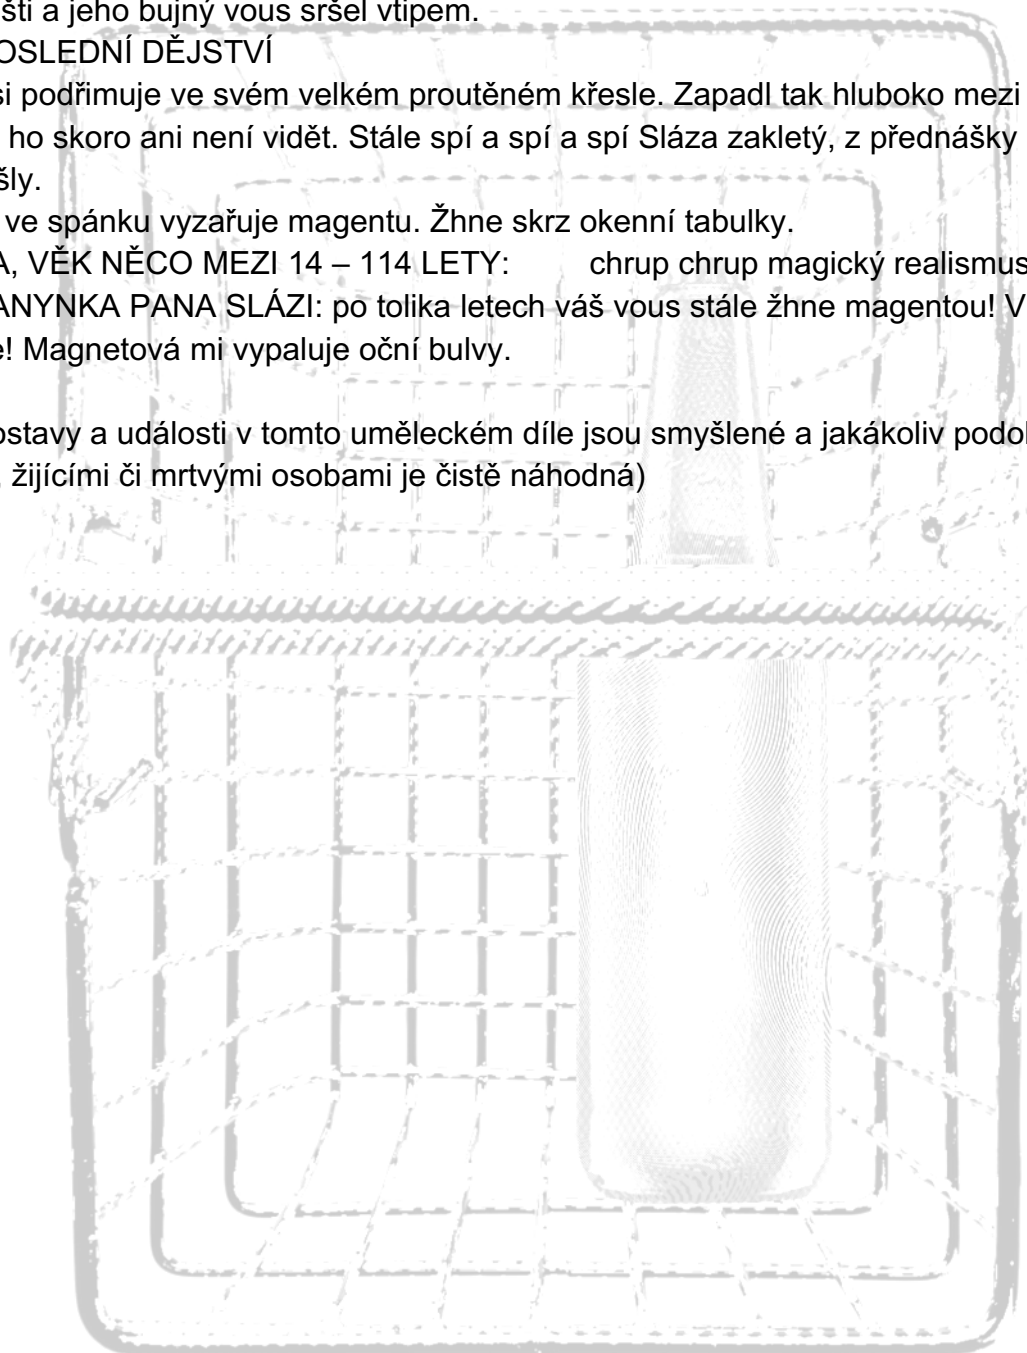 šti a jeho bujný vous sršel vtipem.
OSLEDNÍ DĚJSTVÍ
si podřimuje ve svém velkém proutěném křesle. Zapadl tak hluboko mezi
ho skoro ani není vidět. Stále spí a spí a spí Sláza zakletý, z přednášky
šly.
ve spánku vyzařuje magentu. Žhne skrz okenní tabulky.
A, VĚK NĚCO MEZI 14 – 114 LETY: chrup chrup magický realismus
ANYNKA PANA SLÁZI: po tolika letech váš vous stále žhne magentou! V
e! Magnetová mi vypaluje oční bulvy.
ostavy a události v tomto uměleckém díle jsou smyšlené a jakákoliv podob
žijícími či mrtvými osobami je čistě náhodná)